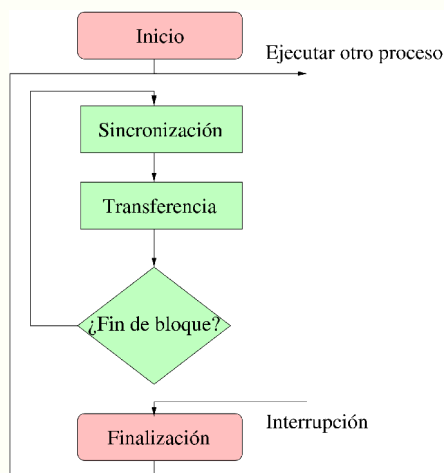 Inicio
Ejecutar otro proceso
Sincronización
Transferencia
¿Fin de bloque?
Interrupción
Finalización